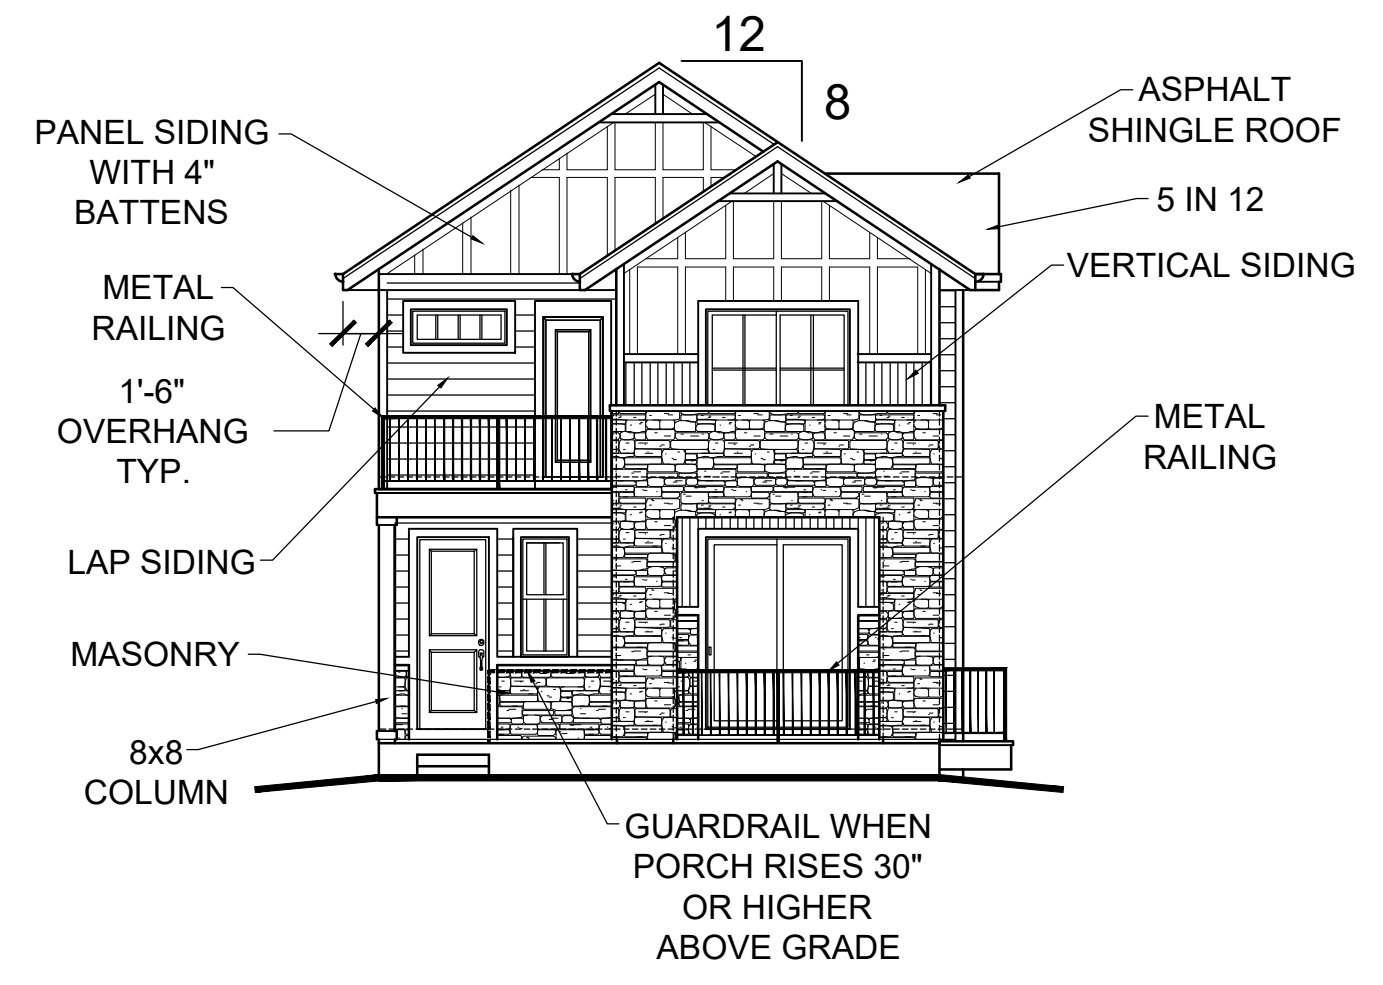 12
8
ASPHALT
SHINGLE ROOF
PANEL SIDING
WITH 4"
BATTENS
5 IN 12
VERTICAL SIDING
METAL
RAILING
1'-6"
OVERHANG
TYP.
METAL
RAILING
LAP SIDING
MASONRY
8x8
COLUMN
GUARDRAIL WHEN
PORCH RISES 30"
OR HIGHER
ABOVE GRADE